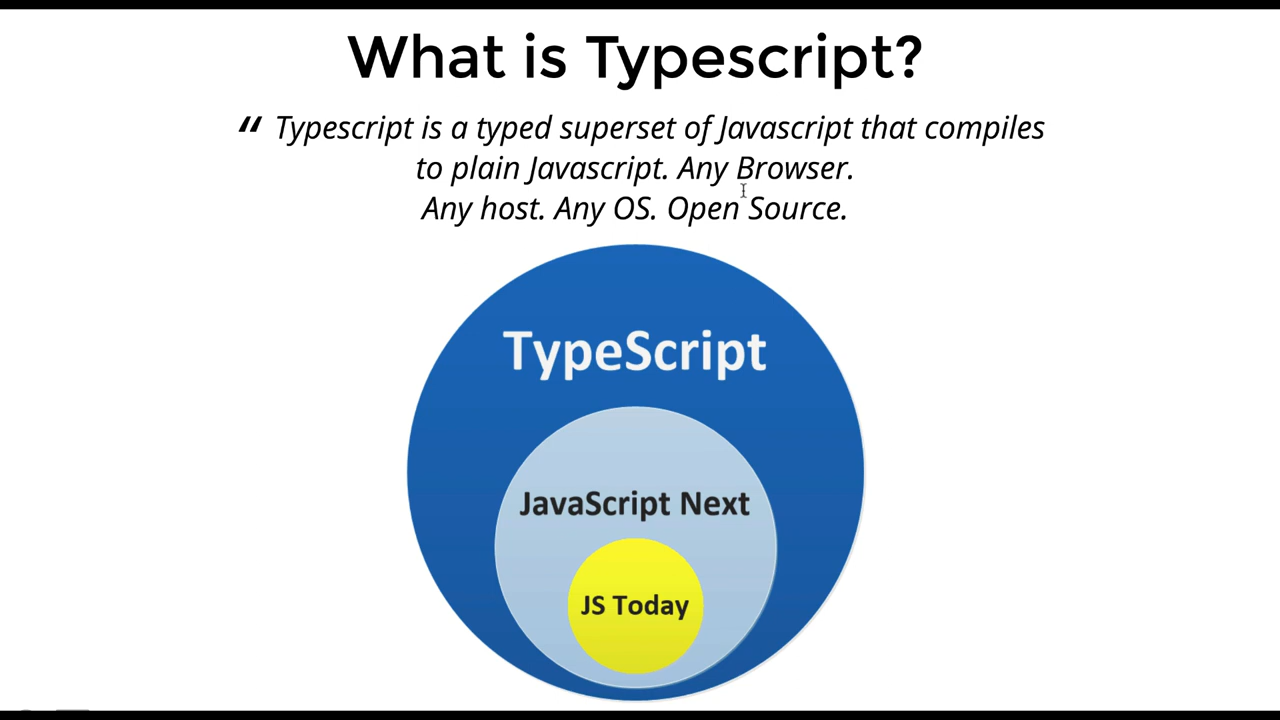 What is Typescript?
“ Typescript is a typed superset of Javascript that compiles
to plain Javascript. Any Browser.
Any host. Any OS. Open Source.
TypeScript
JavaScript Next
JS Today